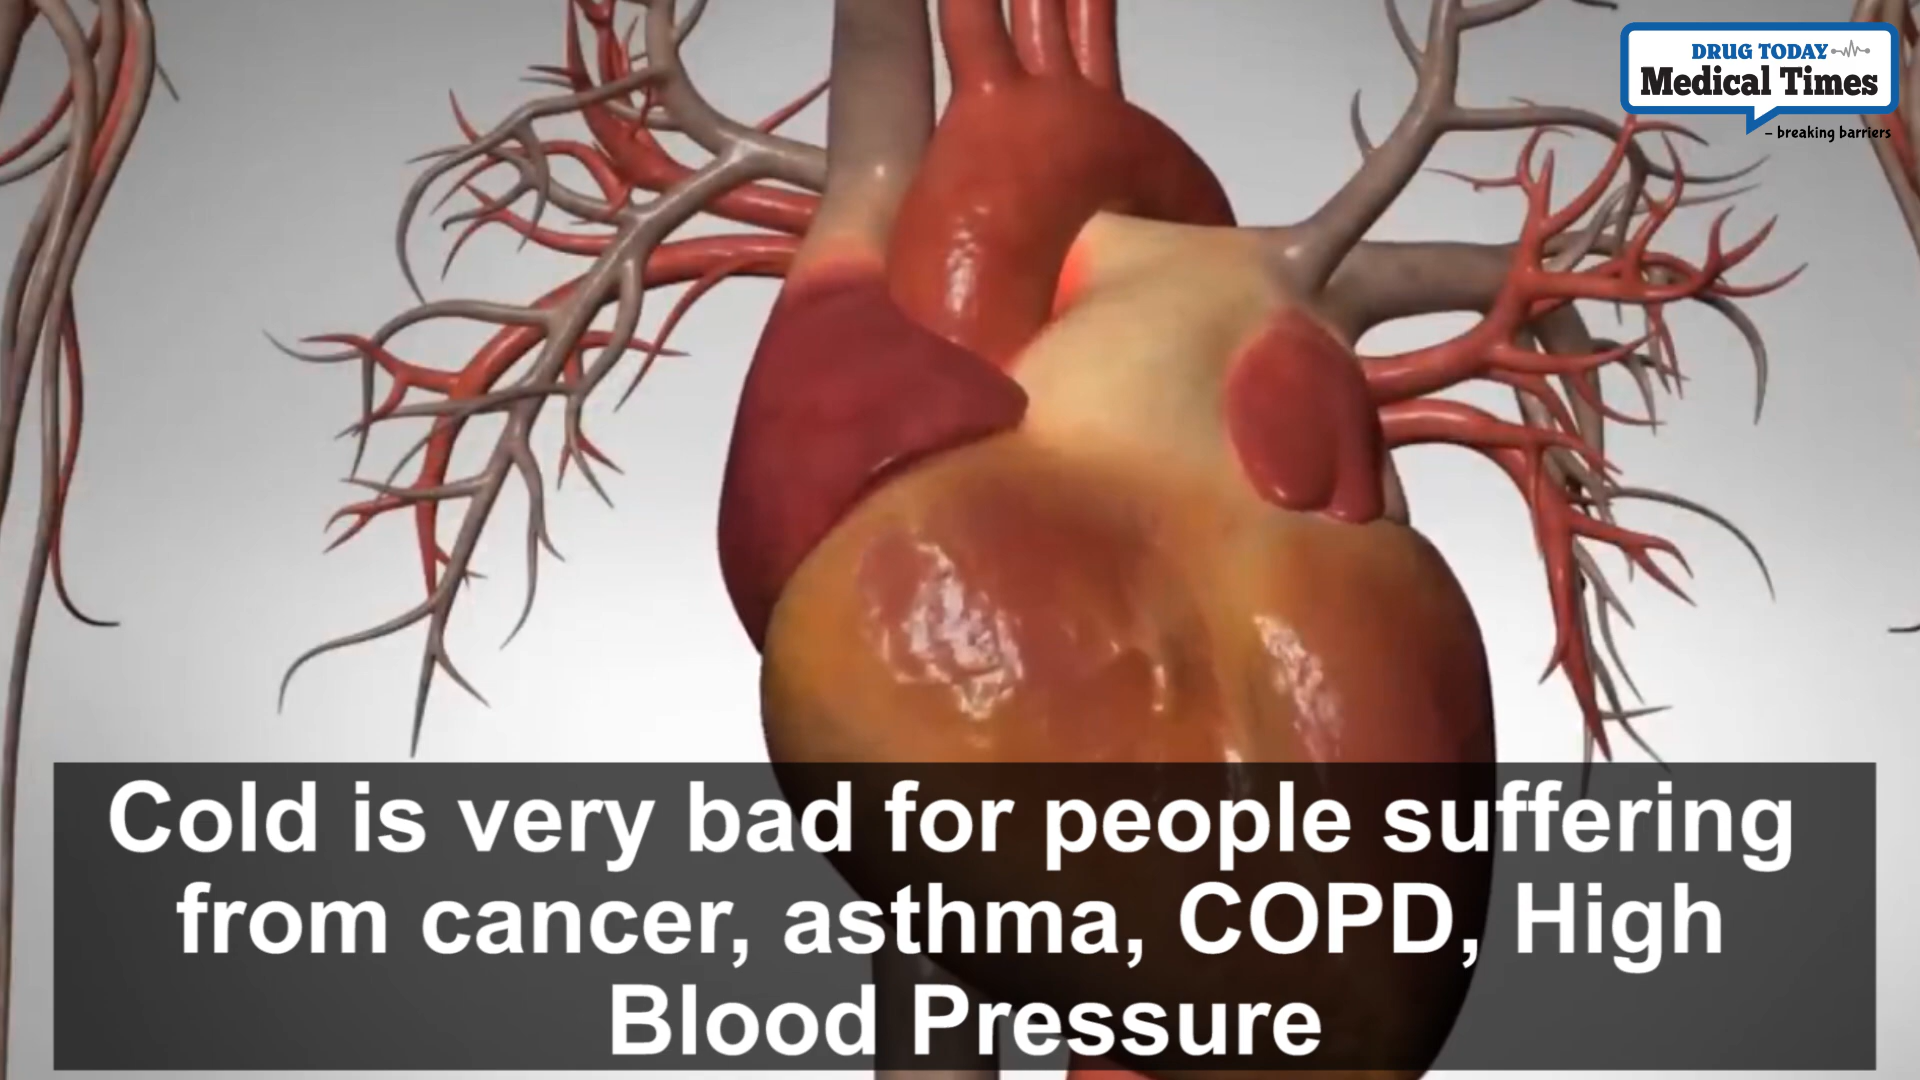 DRUG TODAY
Medical Times
- breaking barriers
Cold is very bad for people suffering
from cancer, asthma, COPD, High
Blood Pressure